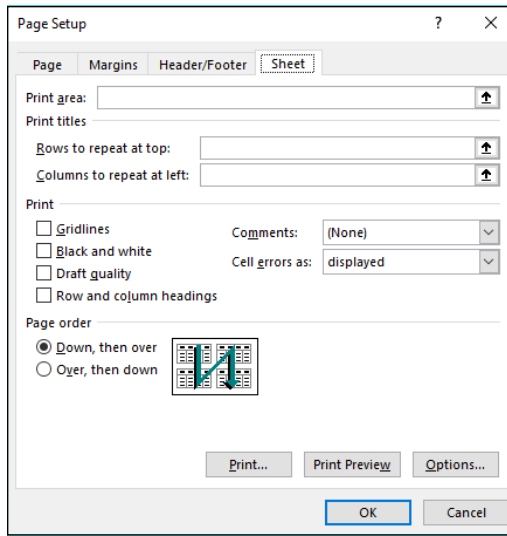 Page Setup ?
Page Margins Header/Footer Sheet
Print area:
Print titles
Rows to repeat at top:
Columns to repeat at left:
Print
Gridlines
Comments: (None)
Black and white
Cell errors as: displayed
Draft quality
Row and column headings
Page order
Down, then over
Over, then down
Print... Print Preview Options...
OK Cancel